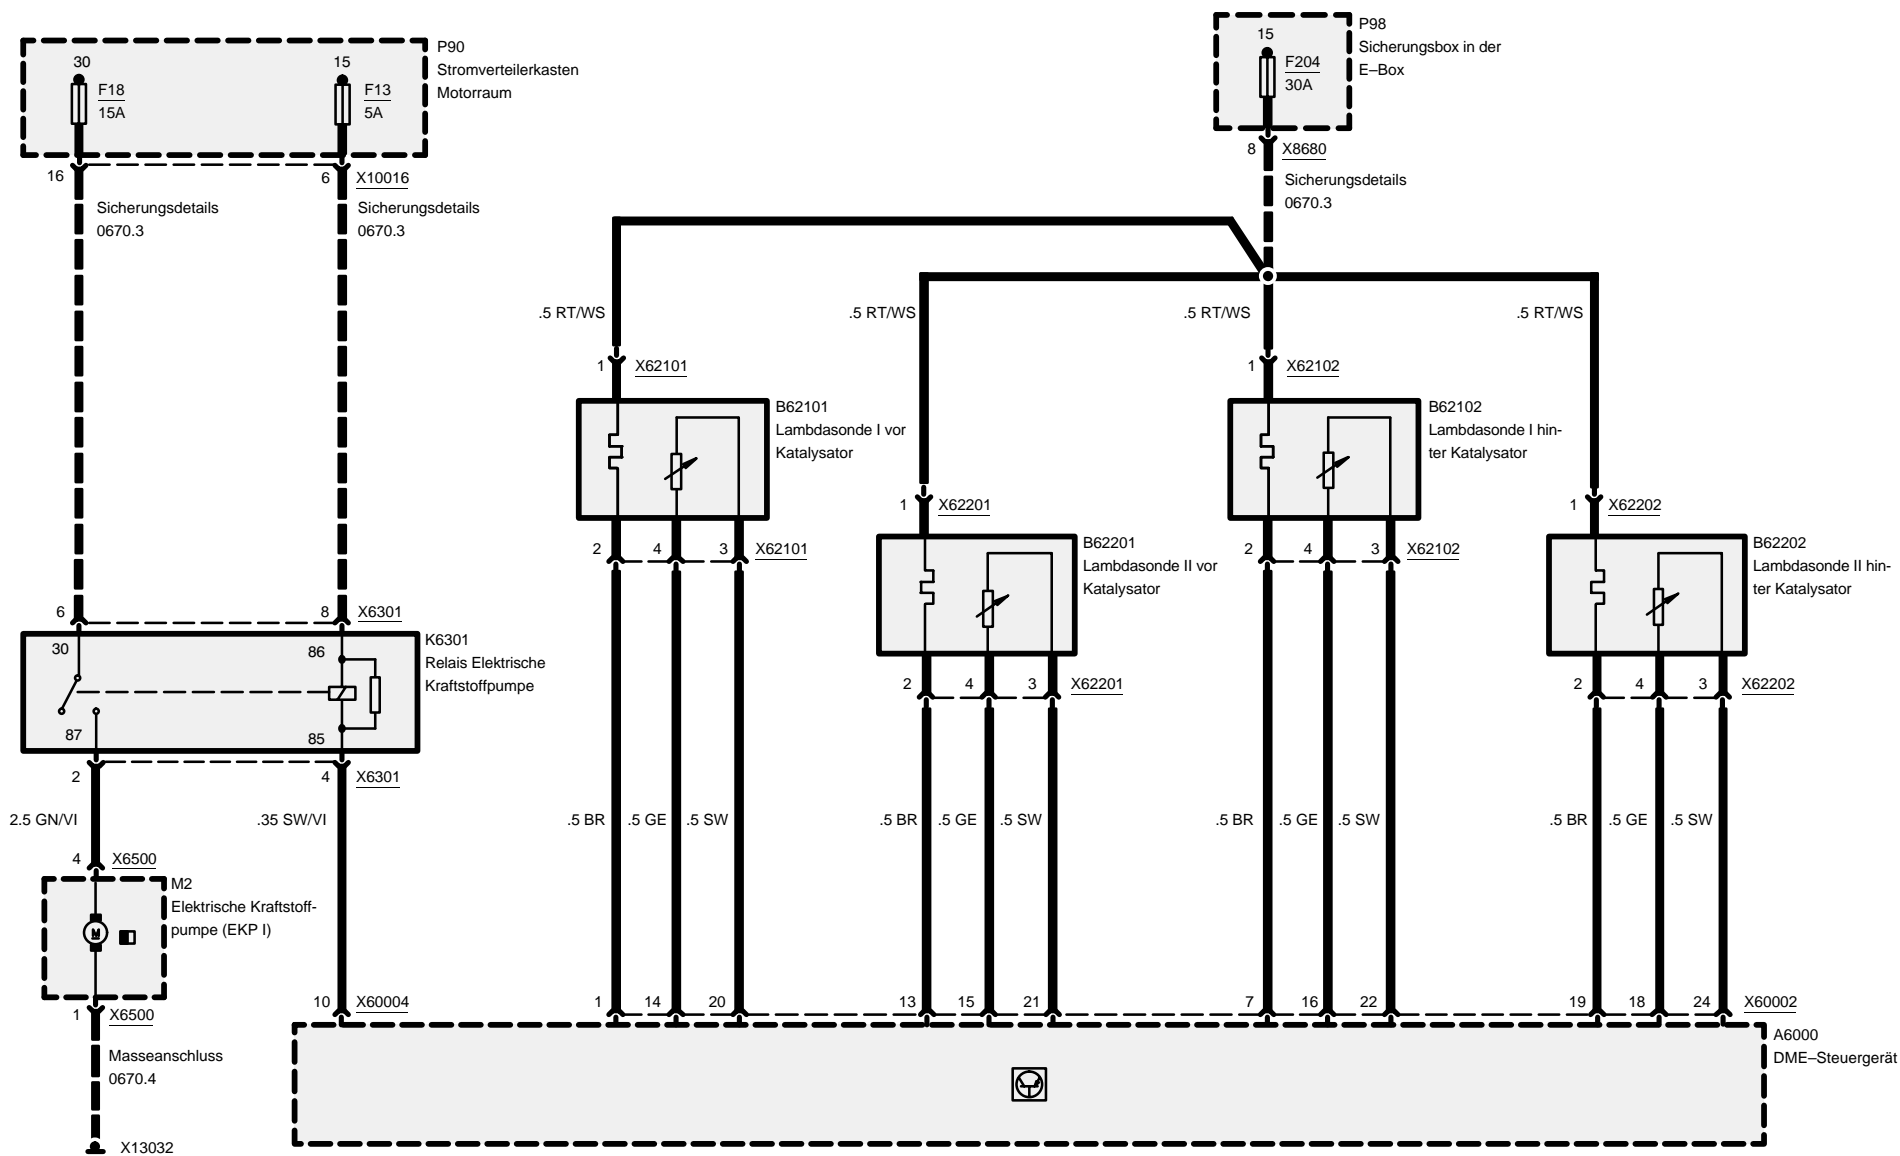 P90
Stromverteilerkasten
Motorraum
30
F18
15A
15
F13
5A
16
6
X10016
Sicherungsdetails
0670.3
Sicherungsdetails
0670.3
P98
Sicherungsbox in der
E–Box
15
F204
30A
8
X8680
Sicherungsdetails
0670.3
.5 RT/WS
.5 RT/WS
.5 RT/WS
.5 RT/WS
1
X62101
B62101
Lambdasonde I vor
Katalysator
2
4
3
X62101
1
X62201
B62201
Lambdasonde II vor
Katalysator
2
4
3
X62201
1
X62102
B62102
Lambdasonde I hin-
ter Katalysator
2
4
3
X62102
1
X62202
B62202
Lambdasonde II hin-
ter Katalysator
2
4
3
X62202
6
8
X6301
K6301
Relais Elektrische
Kraftstoffpumpe
30
86
87
85
2
4
X6301
2.5 GN/VI
.35 SW/VI
.5 BR
.5 GE
.5 SW
.5 BR
.5 GE
.5 SW
.5 BR
.5 GE
.5 SW
.5 BR
.5 GE
.5 SW
4
X6500
M2
Elektrische Kraftstoff-
pumpe (EKP I)
M
1
X6500
Masseanschluss
0670.4
X13032
10
X60004
1
14
20
13
15
21
7
16
22
19
18
24
X60002
A6000
DME–Steuergerät